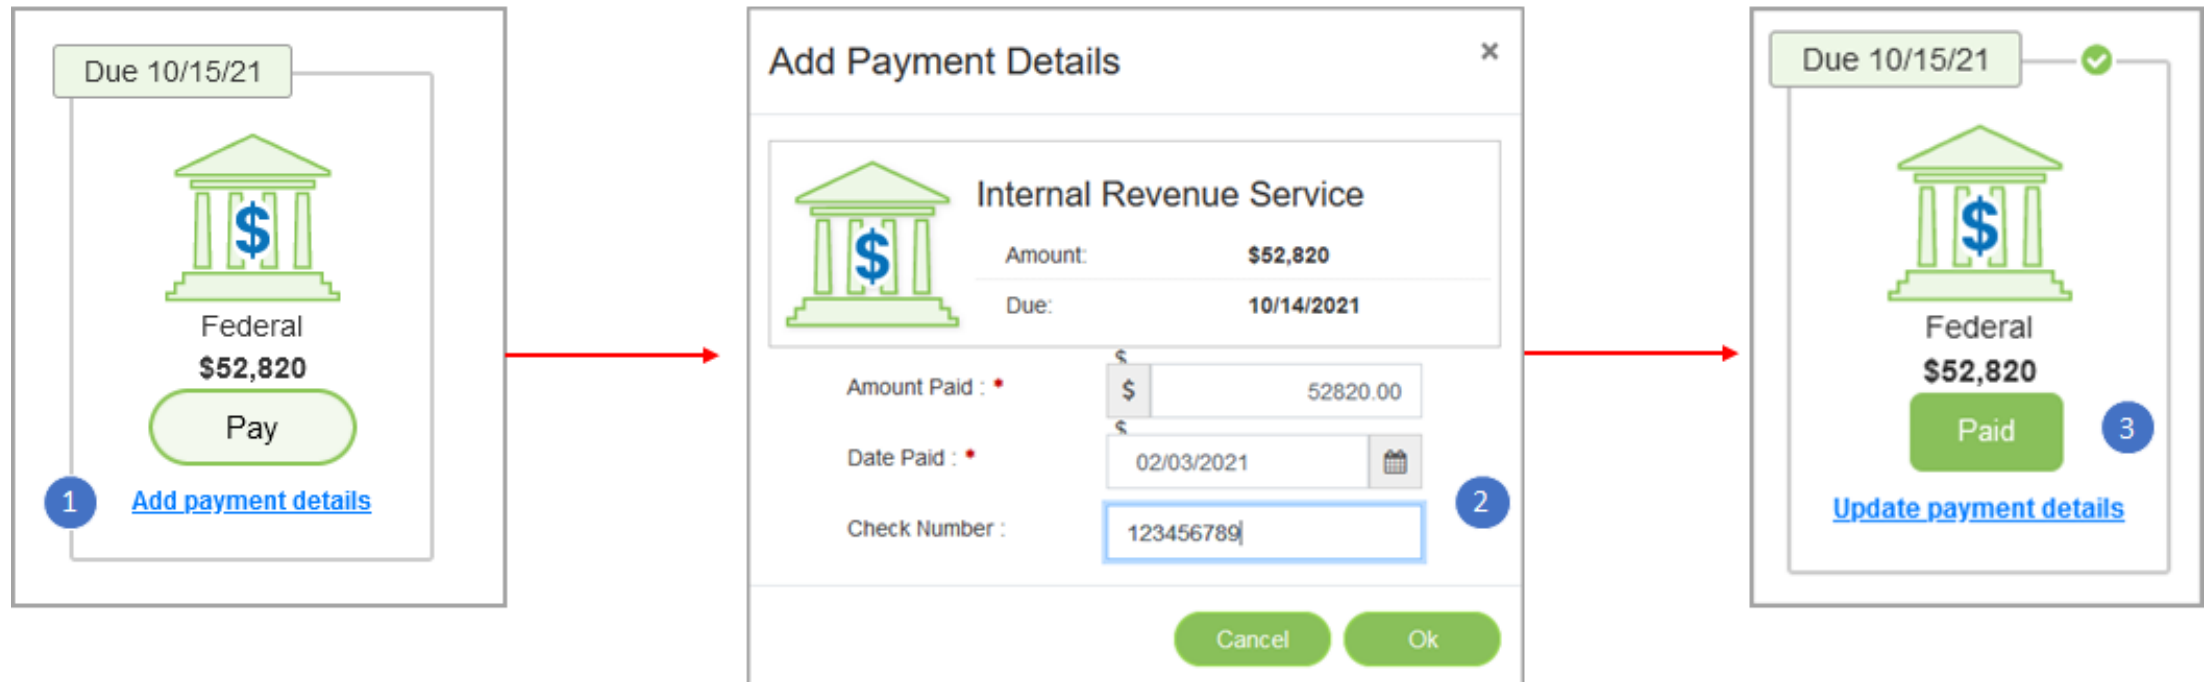 Due 10/15/21
$
Federal
$52,820
Pay
1
Add payment details
Add Payment Details ×
$
Internal Revenue Service
Amount: $52,820
Due: 10/14/2021
$
Amount Paid : • $ 52820.00
$
Date Paid : • 02/03/2021
2
Check Number : 123456789
Cancel Ok
Due 10/15/21
$
Federal
$52,820
Paid
3
Update payment details